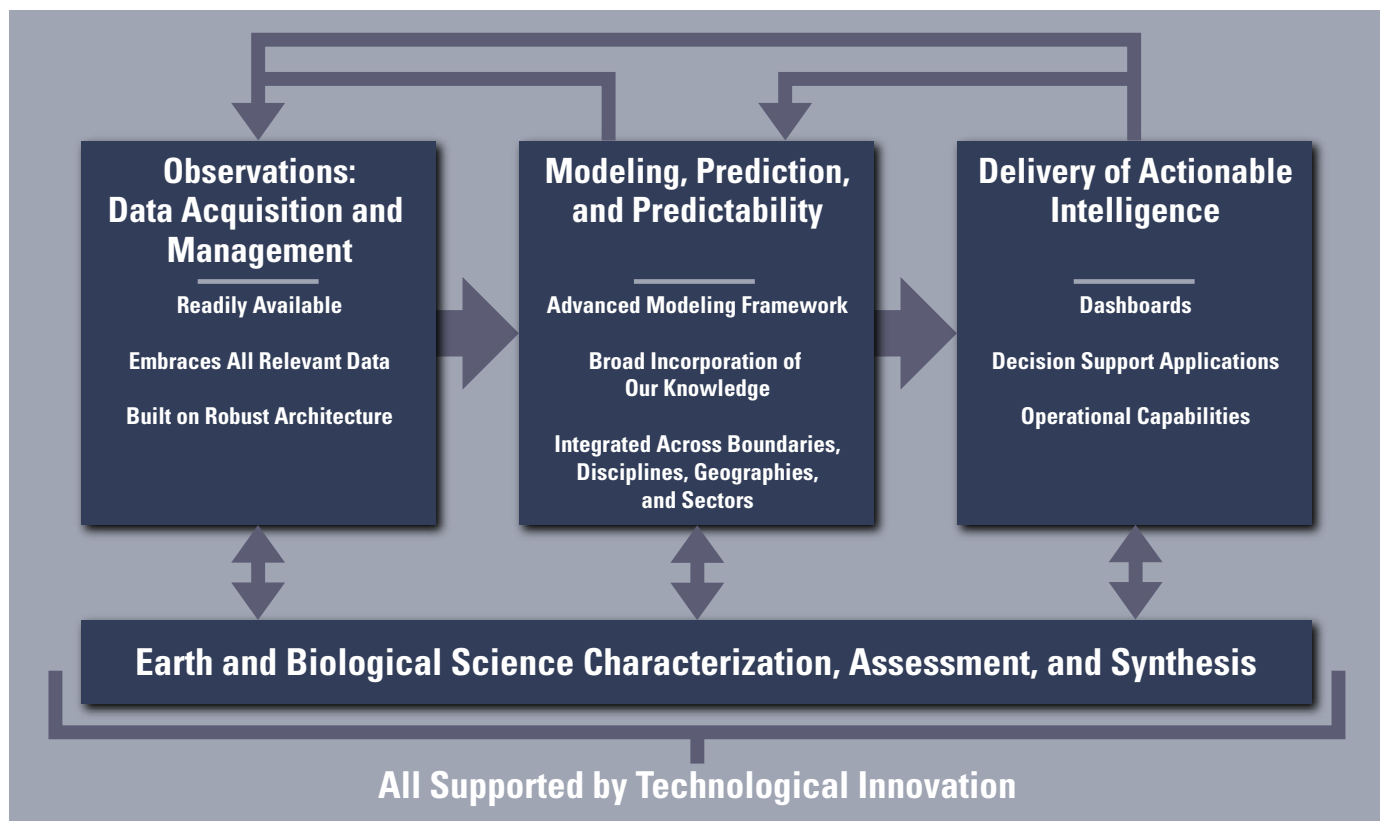 Observations:
Data Acquisition and
Management
Readily Available
Embraces All Relevant Data
Built on Robust Architecture
Modeling, Prediction,
and Predictability
Advanced Modeling Framework
Broad Incorporation of
Our Knowledge
Integrated Across Boundaries,
Disciplines, Geographies,
and Sectors
Delivery of Actionable
Intelligence
Dashboards
Decision Support Applications
Operational Capabilities
Earth and Biological Science Characterization, Assessment, and Synthesis
All Supported by Technological Innovation